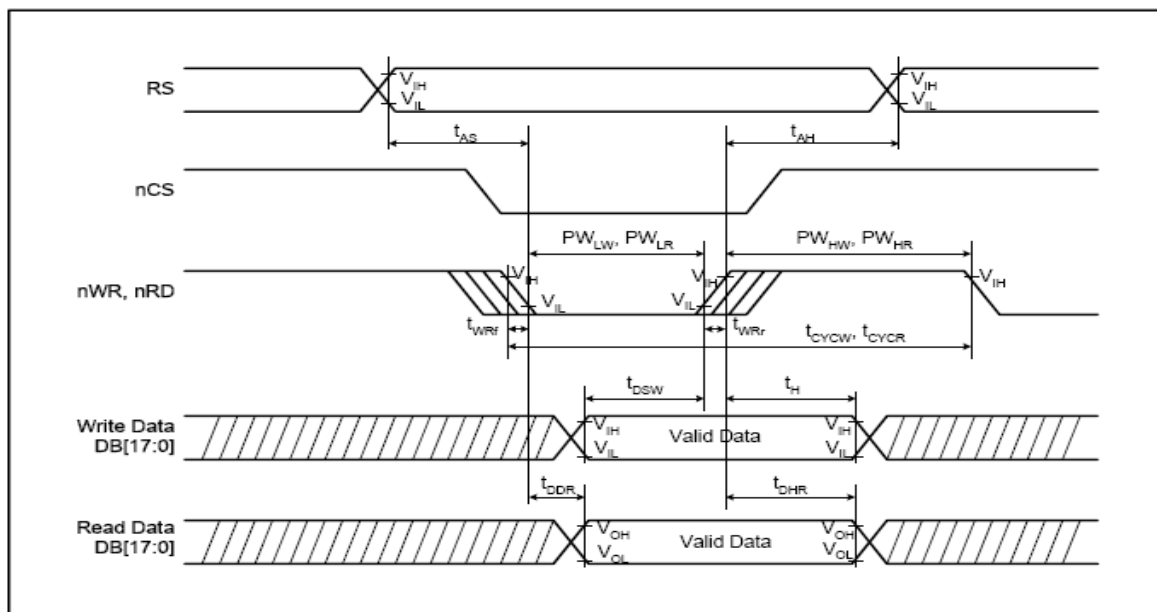 RS
V_IH
V_IL
V_IH
V_IL
t_AS
t_AH
nCS
PW_LW, PW_LR
PW_HW, PW_HR
nWR, nRD
V_IH
V_IL
V_IH
V_IL
V_IH
t_WRf
t_WRr
t_CYCW, t_CYCR
t_DSW
t_H
Write Data
DB[17:0]
V_IH
V_IL
Valid Data
V_IH
V_IL
t_DDR
t_DHR
Read Data
DB[17:0]
V_OH
V_OL
Valid Data
V_OH
V_OL